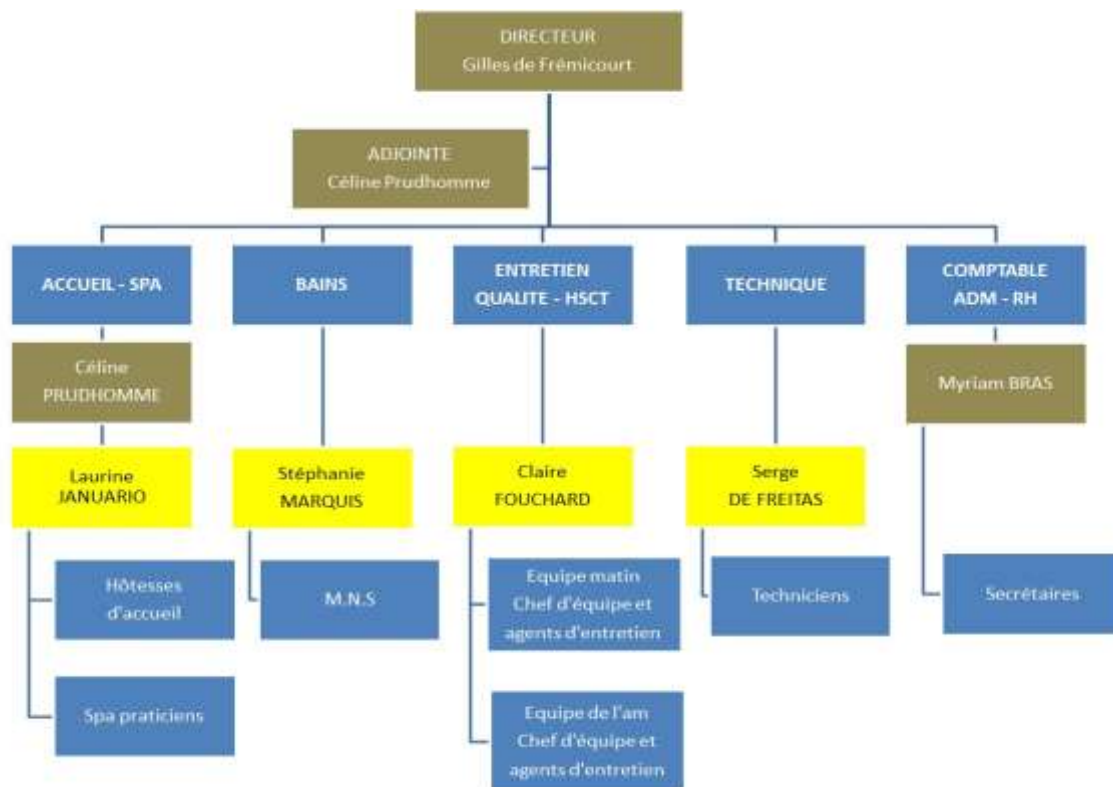 DIRECTEUR
Gilles de Frémicourt
ADJOINTE
Céline Prudhomme
ACCUEIL - SPA
BAINS
ENTRETIEN
QUALITE - HSCT
TECHNIQUE
COMPTABLE
ADM - RH
Céline
PRUDHOMME
Myriam BRAS
Laurine
JANUARIO
Stéphanie
MARQUIS
Claire
FOUCHARD
Serge
DE FREITAS
Hôtesses
d'accueil
M.N.S
Equipe matin
Chef d'équipe et
agents d'entretien
Techniciens
Secrétaires
Spa praticiens
Equipe de l'am
Chef d'équipe et
agents d'entretien